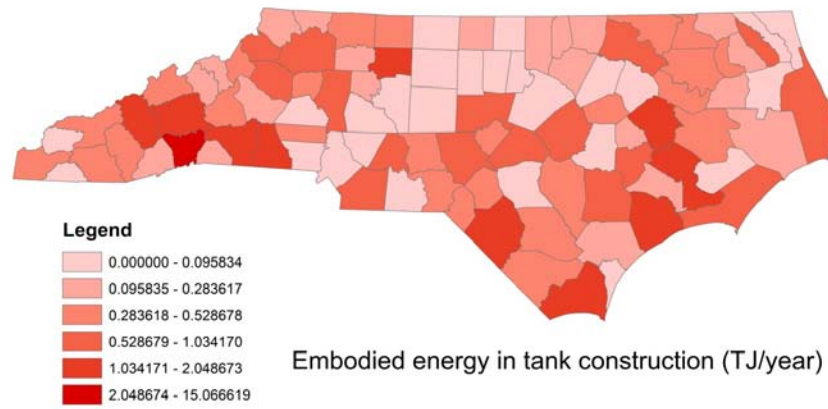 Legend
0.000000 - 0.095834
0.095835 - 0.283617
0.283618 - 0.528678
0.528679 - 1.034170
1.034171 - 2.048673
2.048674 - 15.066619
Embodied energy in tank construction (TJ/year)